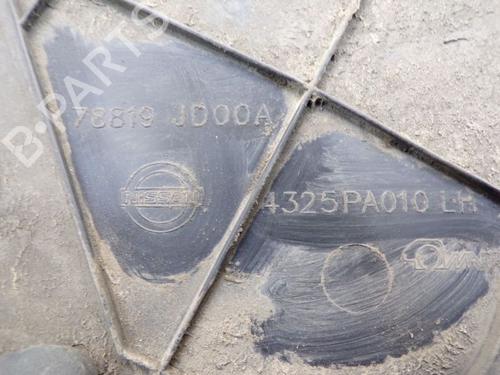 B-PARTS
78819 JD00A
NISSAN
4325PA010 LH